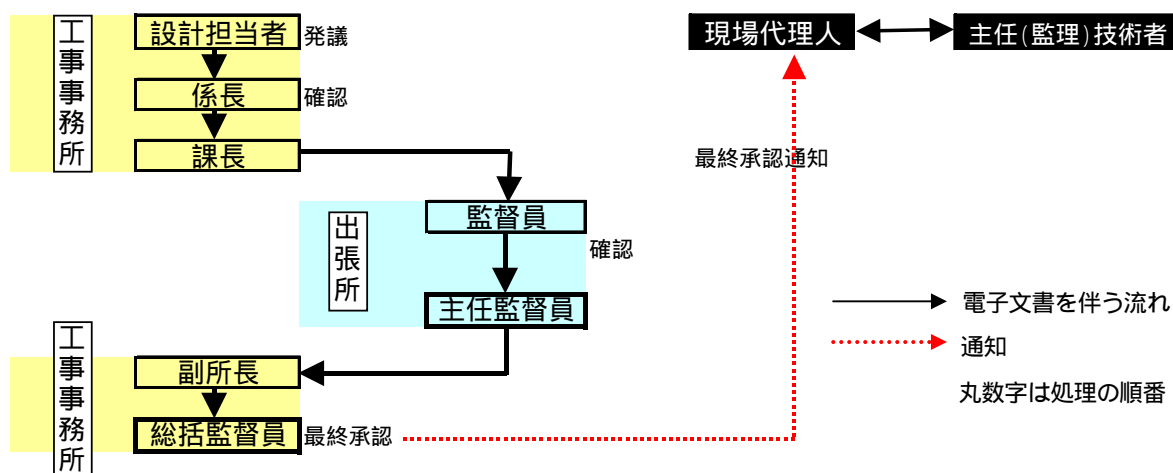 工事事務所
設計担当者 発議
係長 確認
課長
現場代理人 主任(監理)技術者
最終承認通知
出張所
監督員
確認
主任監督員
工事事務所
副所長
総括監督員 最終承認
電子文書を伴う流れ
通知
丸数字は処理の順番